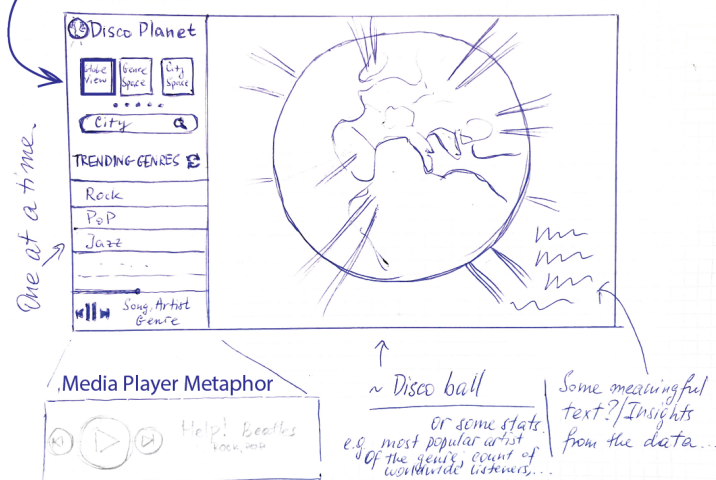 Disco Planet
Globe View
Genre Space
City Space
City
TRENDING GENRES
Rock
Pop
Jazz
Song, Artist
Genre
One at a time.
Media Player Metaphor
Help! Beatles
rock, pop
~ Disco ball
or some stats.
e.g. most popular artist
of the genre; count of
worldwide listeners,...
Some meaningful
text?/Insights
from the data...